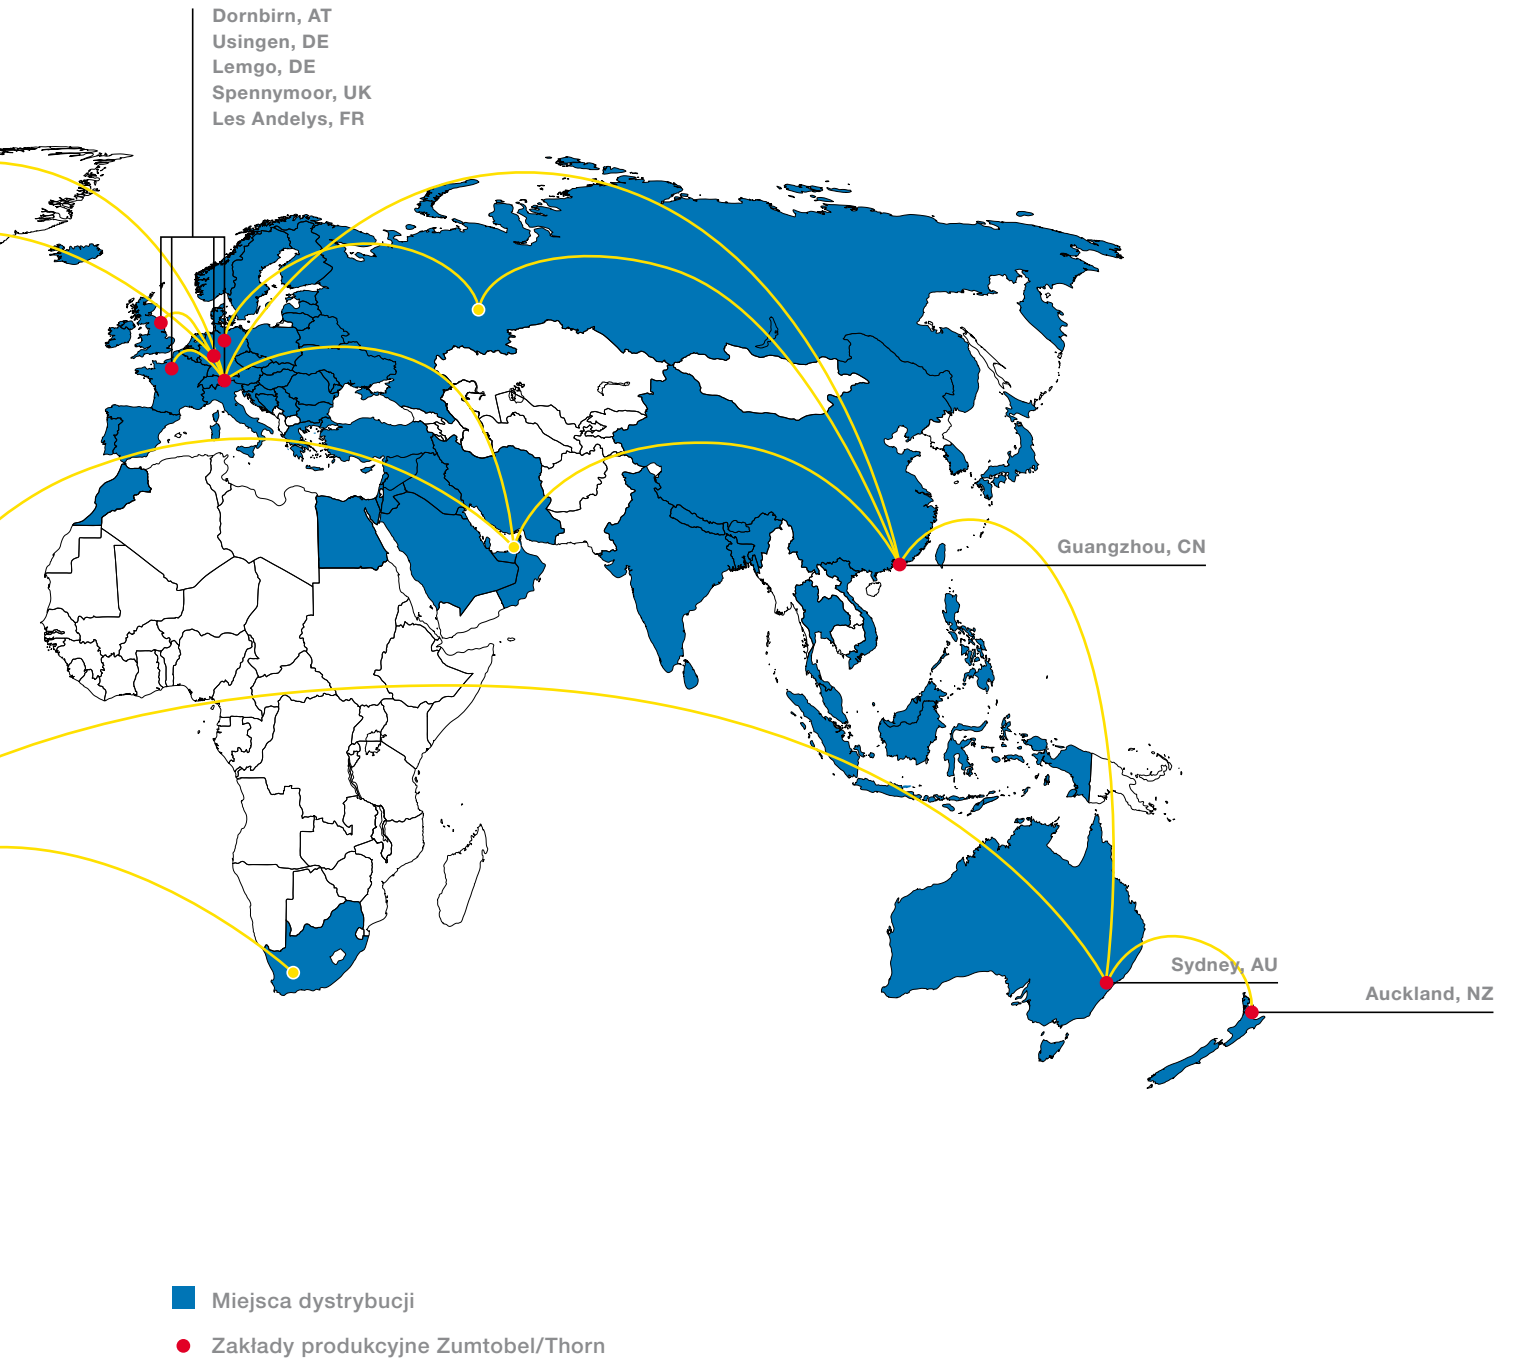 Dornbirn, AT
Usingen, DE
Lemgo, DE
Spennymoor, UK
Les Andelys, FR
Guangzhou, CN
Sydney, AU
Auckland, NZ
Miejsca dystrybucji
Zakłady produkcyjne Zumtobel/Thorn